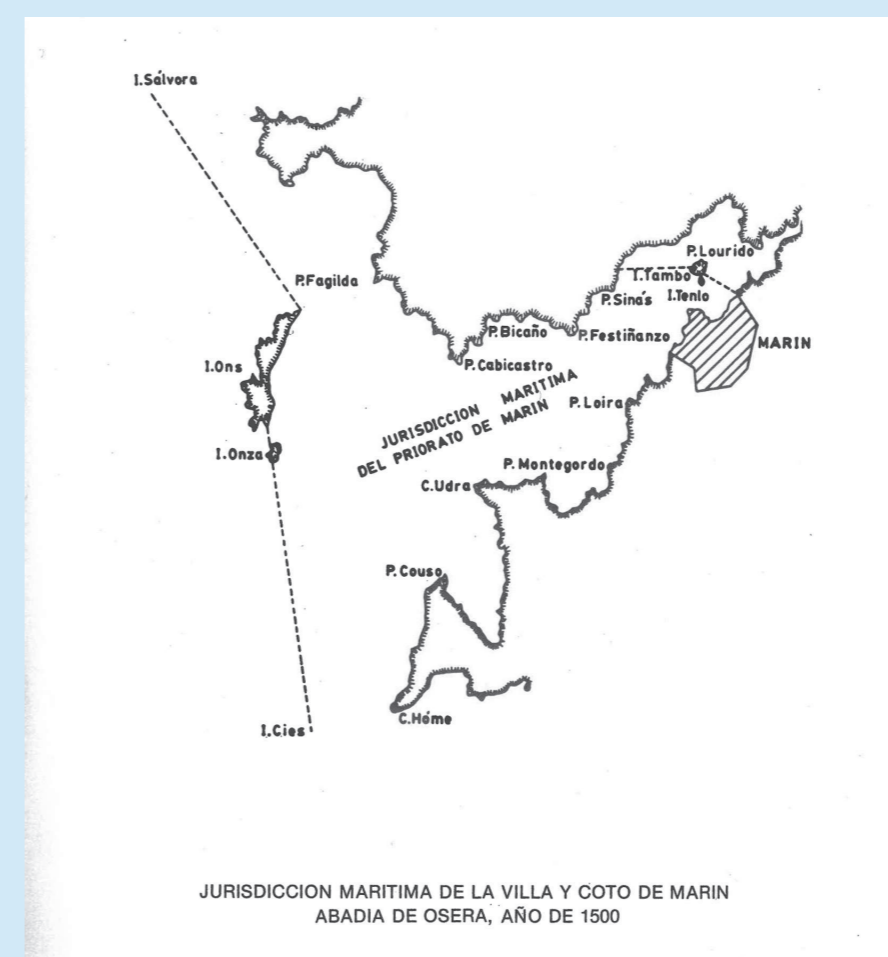 I.Sálvora
P.Lourido
I.Tambo
P.Fagilda
P.Sinás
I.Tenlo
P.Bicaño
P.Festiñanzo
MARIN
P.Cabicastro
I.Ons
JURISDICCION MARITIMA
DEL PRIORATO DE MARIN
P.Loira
I.Onza
P.Montegordo
C.Udra
P.Couso
C.Hóme
I.Cies
JURISDICCION MARITIMA DE LA VILLA Y COTO DE MARIN
ABADIA DE OSERA, AÑO DE 1500